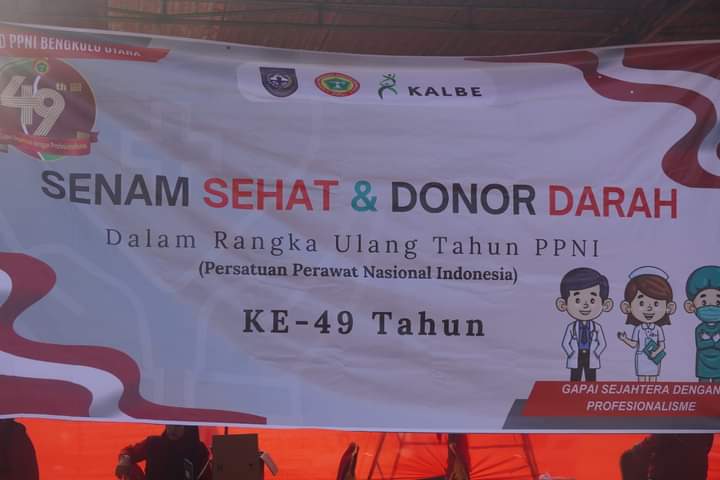 PPNI BENGKULU UTARA
49th
KALBE
SENAM SEHAT & DONOR DARAH
Dalam Rangka Ulang Tahun PPNI
(Persatuan Perawat Nasional Indonesia)
KE-49 Tahun
GAPAI SEJAHTERA DENGAN
PROFESIONALISME